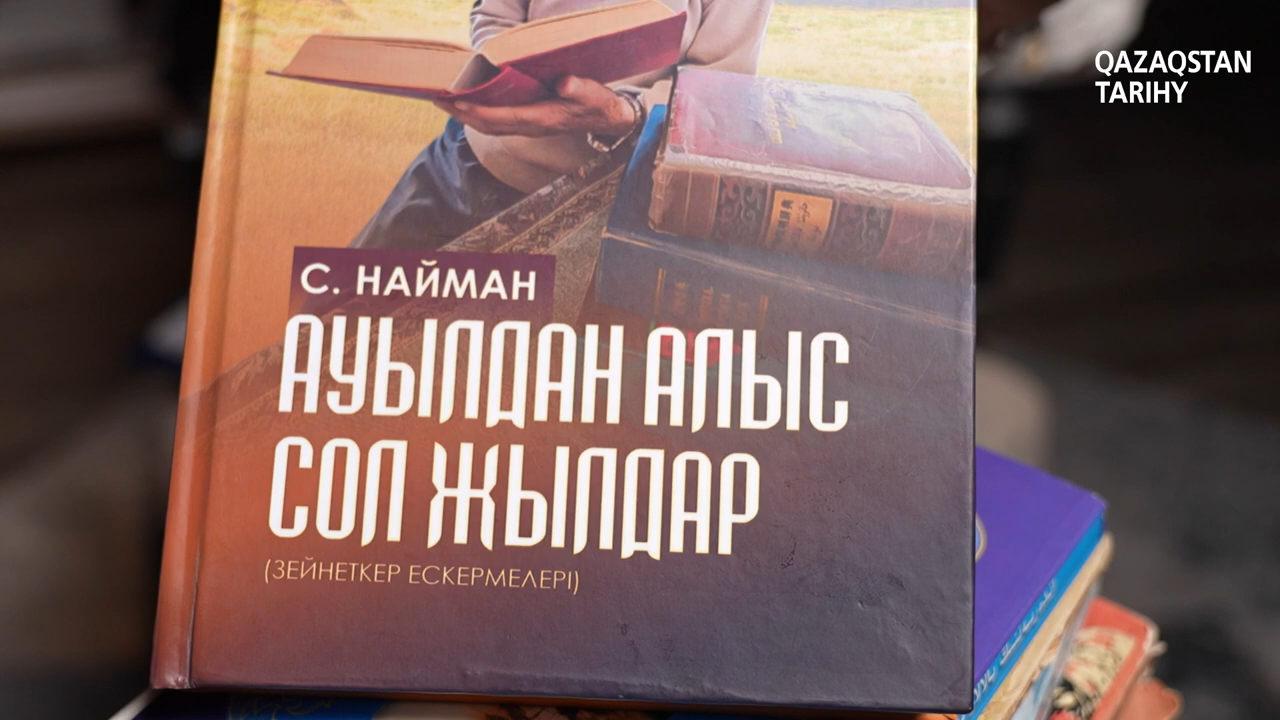 QAZAQSTAN
TARIHY
С. НАЙМАН
АУЫЛДАН АЛЫС
СОЛ ЖЫЛДАР
(ЗЕЙНЕТКЕР ЕСКЕРМЕЛЕРІ)